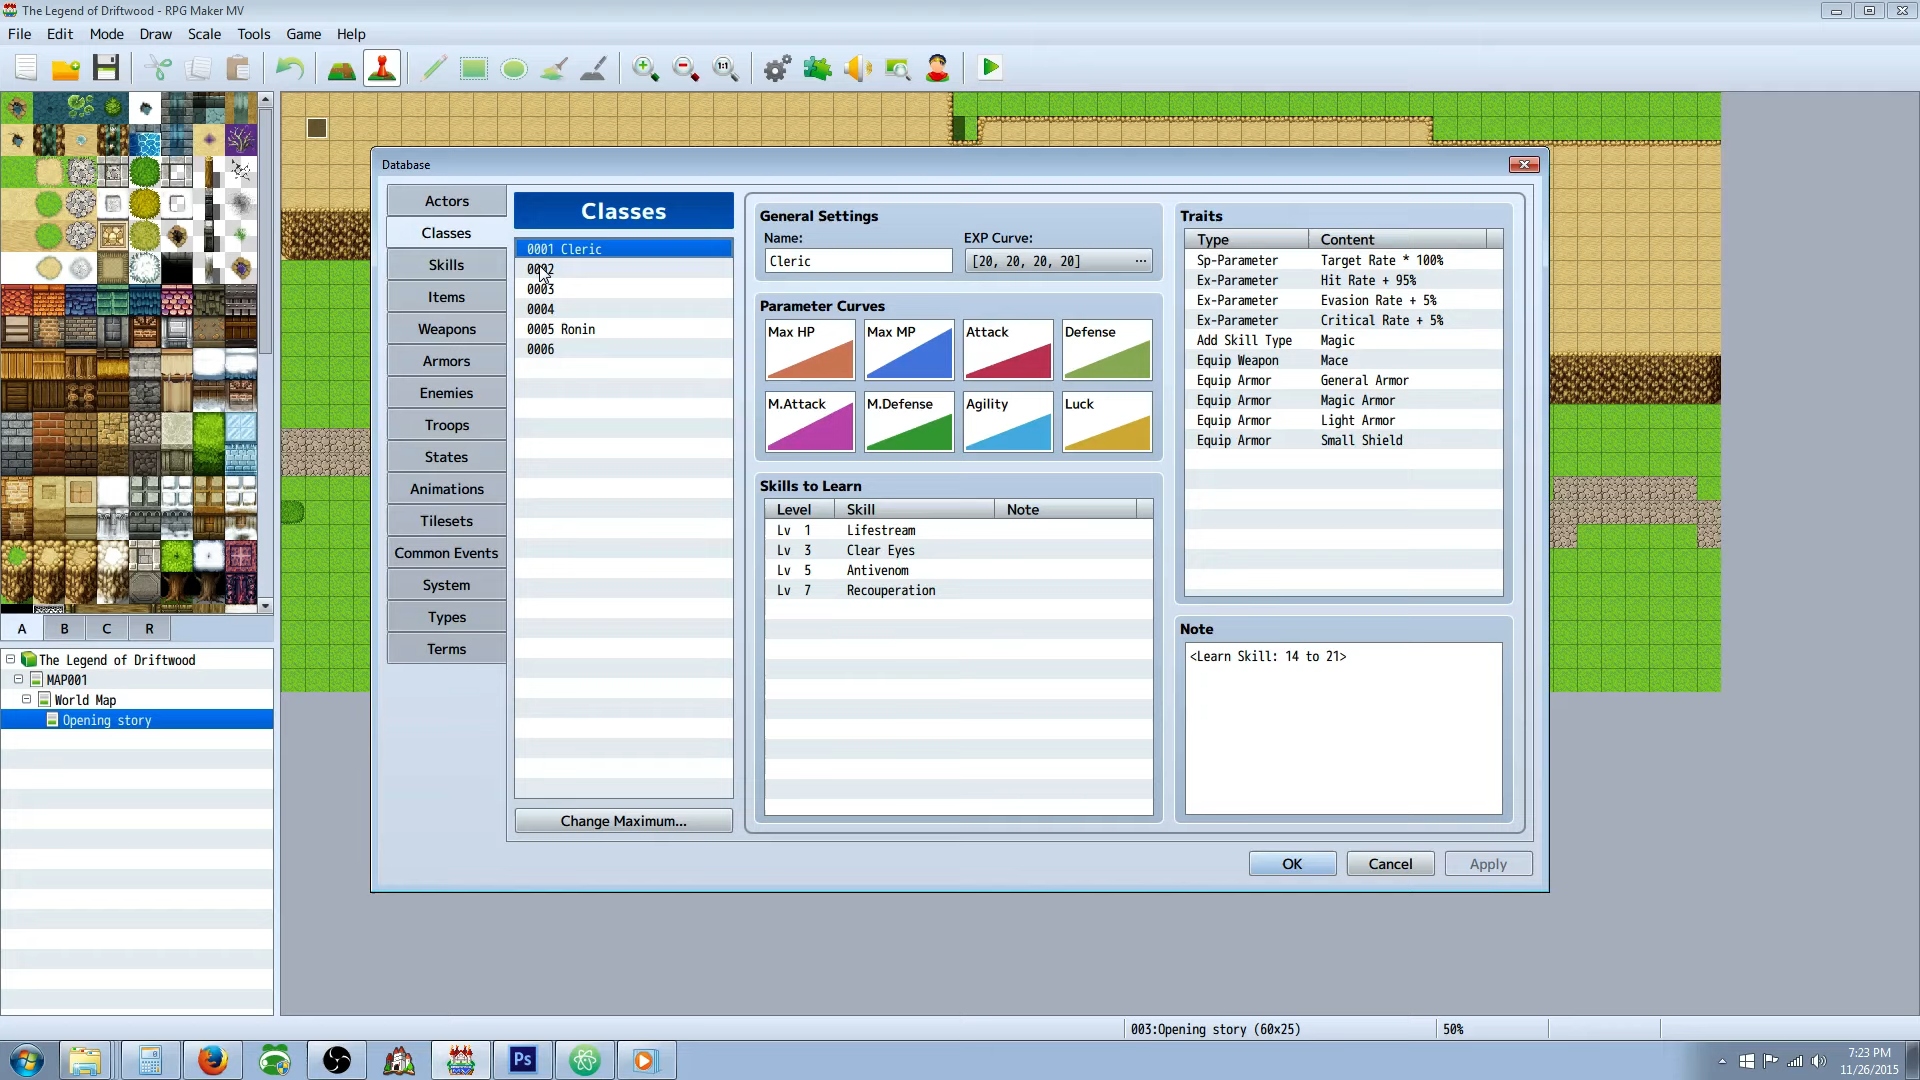 The Legend of Driftwood - RPG Maker MV
File Edit Mode Draw Scale Tools Game Help
1:1
Database
Actors
Classes
Skills
Items
Weapons
Armors
Enemies
Troops
States
Animations
Tilesets
Common Events
System
Types
Terms
Classes
0001 Cleric
0002
0003
0004
0005 Ronin
0006
Change Maximum...
General Settings
Name:
Cleric
EXP Curve:
[20, 20, 20, 20] ...
Parameter Curves
Max HP Max MP Attack Defense
M.Attack M.Defense Agility Luck
Skills to Learn
Level Skill Note
Lv 1 Lifestream
Lv 3 Clear Eyes
Lv 5 Antivenom
Lv 7 Recouperation
Traits
Type Content
Sp-Parameter Target Rate * 100%
Ex-Parameter Hit Rate + 95%
Ex-Parameter Evasion Rate + 5%
Ex-Parameter Critical Rate + 5%
Add Skill Type Magic
Equip Weapon Mace
Equip Armor General Armor
Equip Armor Magic Armor
Equip Armor Light Armor
Equip Armor Small Shield
Note
<Learn Skill: 14 to 21>
OK Cancel Apply
A B C R
The Legend of Driftwood
MAP001
World Map
Opening story
003:Opening story (60x25) 50%
Ps
7:23 PM
11/26/2015